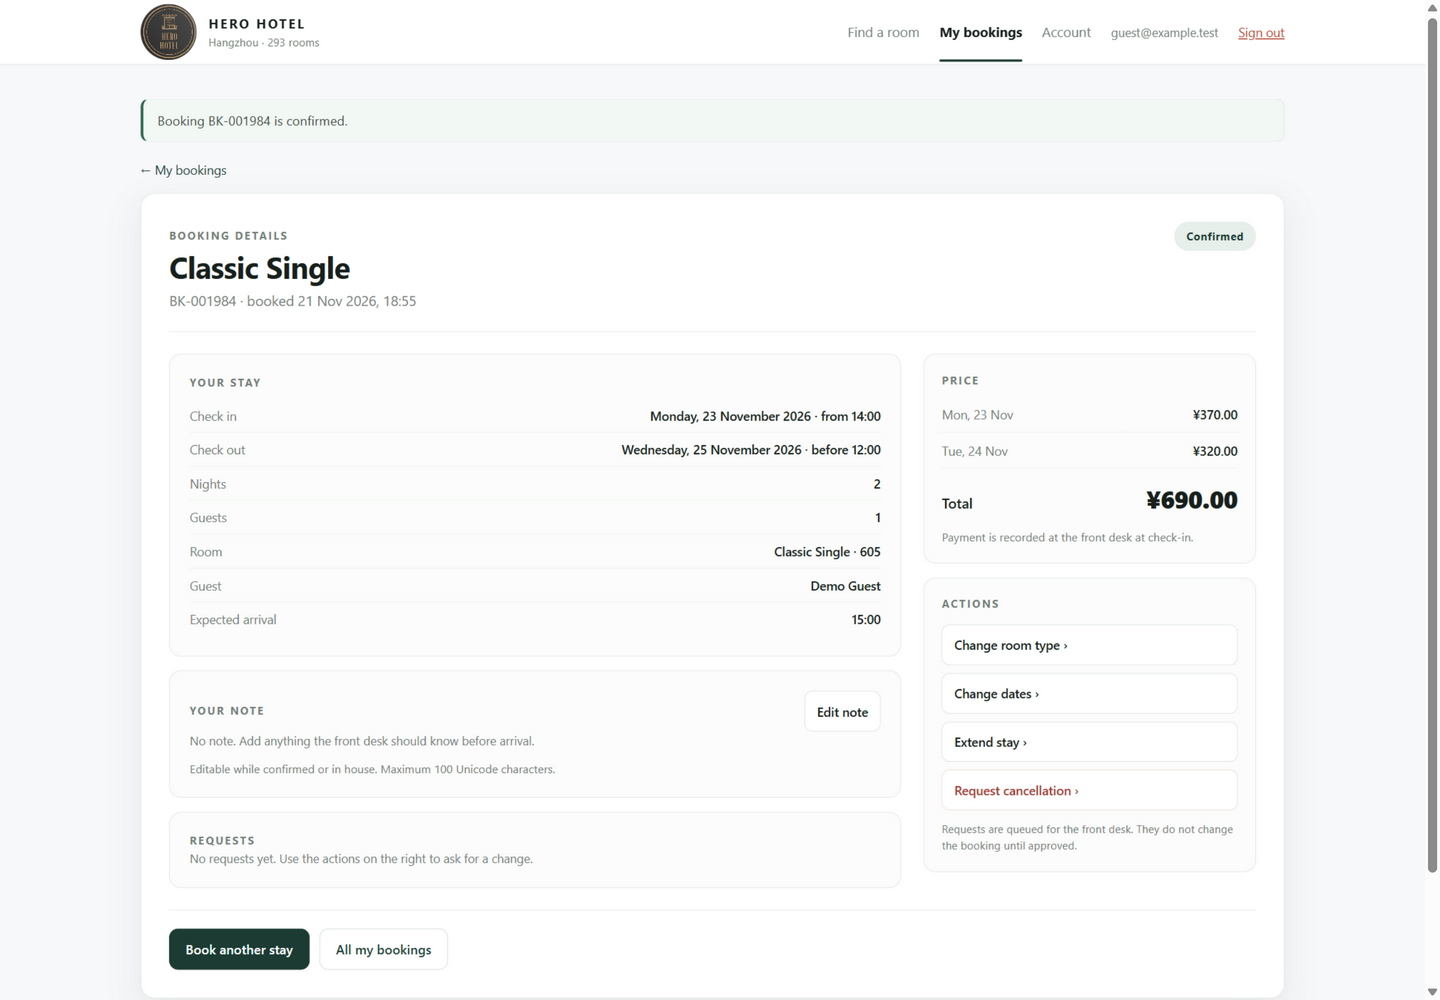 HERO HOTEL
HERO
HOTEL
Hangzhou · 293 rooms
Find a room
My bookings
Account
guest@example.test
Sign out
Booking BK-001984 is confirmed.
← My bookings
BOOKING DETAILS
Confirmed
Classic Single
BK-001984 · booked 21 Nov 2026, 18:55
YOUR STAY
Check in Monday, 23 November 2026 · from 14:00
Check out Wednesday, 25 November 2026 · before 12:00
Nights 2
Guests 1
Room Classic Single · 605
Guest Demo Guest
Expected arrival 15:00
YOUR NOTE
Edit note
No note. Add anything the front desk should know before arrival.
Editable while confirmed or in house. Maximum 100 Unicode characters.
REQUESTS
No requests yet. Use the actions on the right to ask for a change.
PRICE
Mon, 23 Nov ¥370.00
Tue, 24 Nov ¥320.00
Total ¥690.00
Payment is recorded at the front desk at check-in.
ACTIONS
Change room type ›
Change dates ›
Extend stay ›
Request cancellation ›
Requests are queued for the front desk. They do not change
the booking until approved.
Book another stay
All my bookings